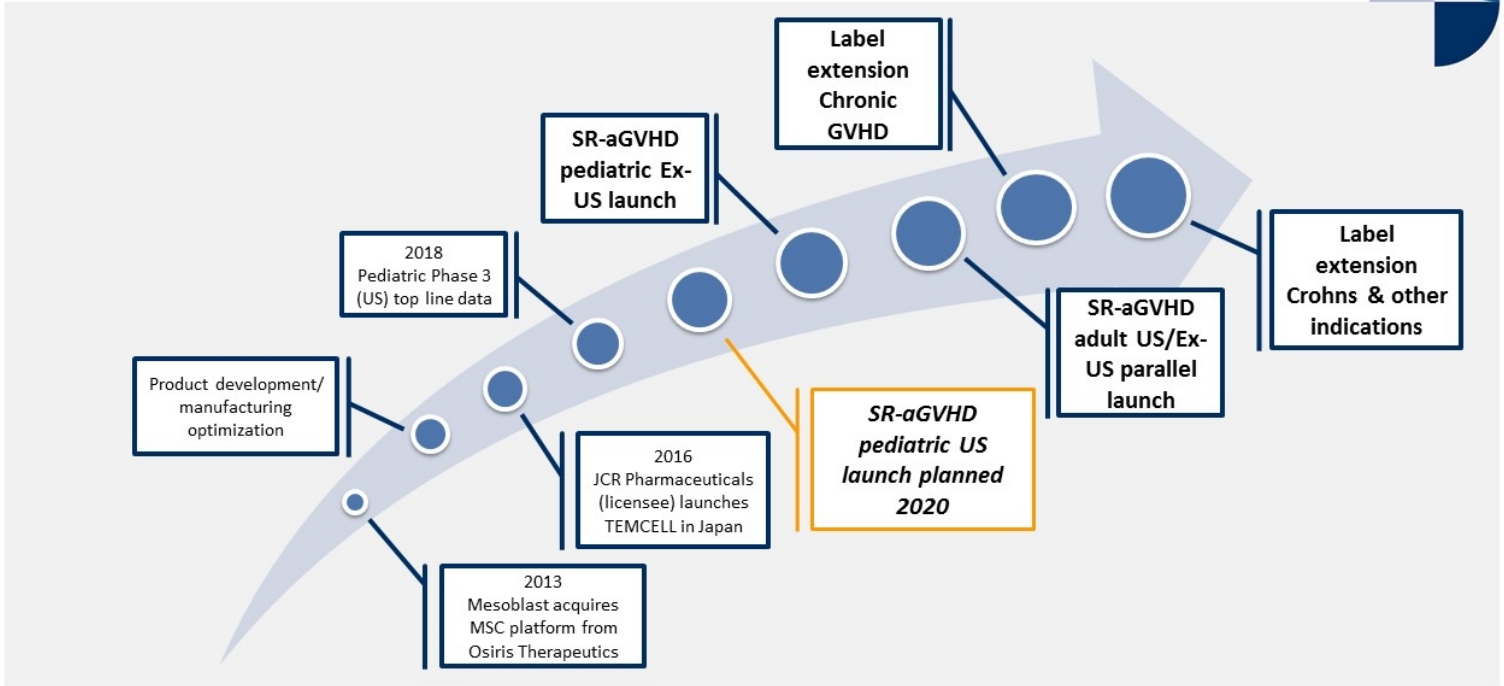 2013
Mesoblast acquires
MSC platform from
Osiris Therapeutics
Product development/
manufacturing
optimization
2016
JCR Pharmaceuticals
(licensee) launches
TEMCELL in Japan
2018
Pediatric Phase 3
(US) top line data
SR-aGVHD
pediatric US
launch planned
2020
SR-aGVHD
pediatric Ex-
US launch
SR-aGVHD
adult US/Ex-
US parallel
launch
Label
extension
Chronic
GVHD
Label
extension
Crohns & other
indications